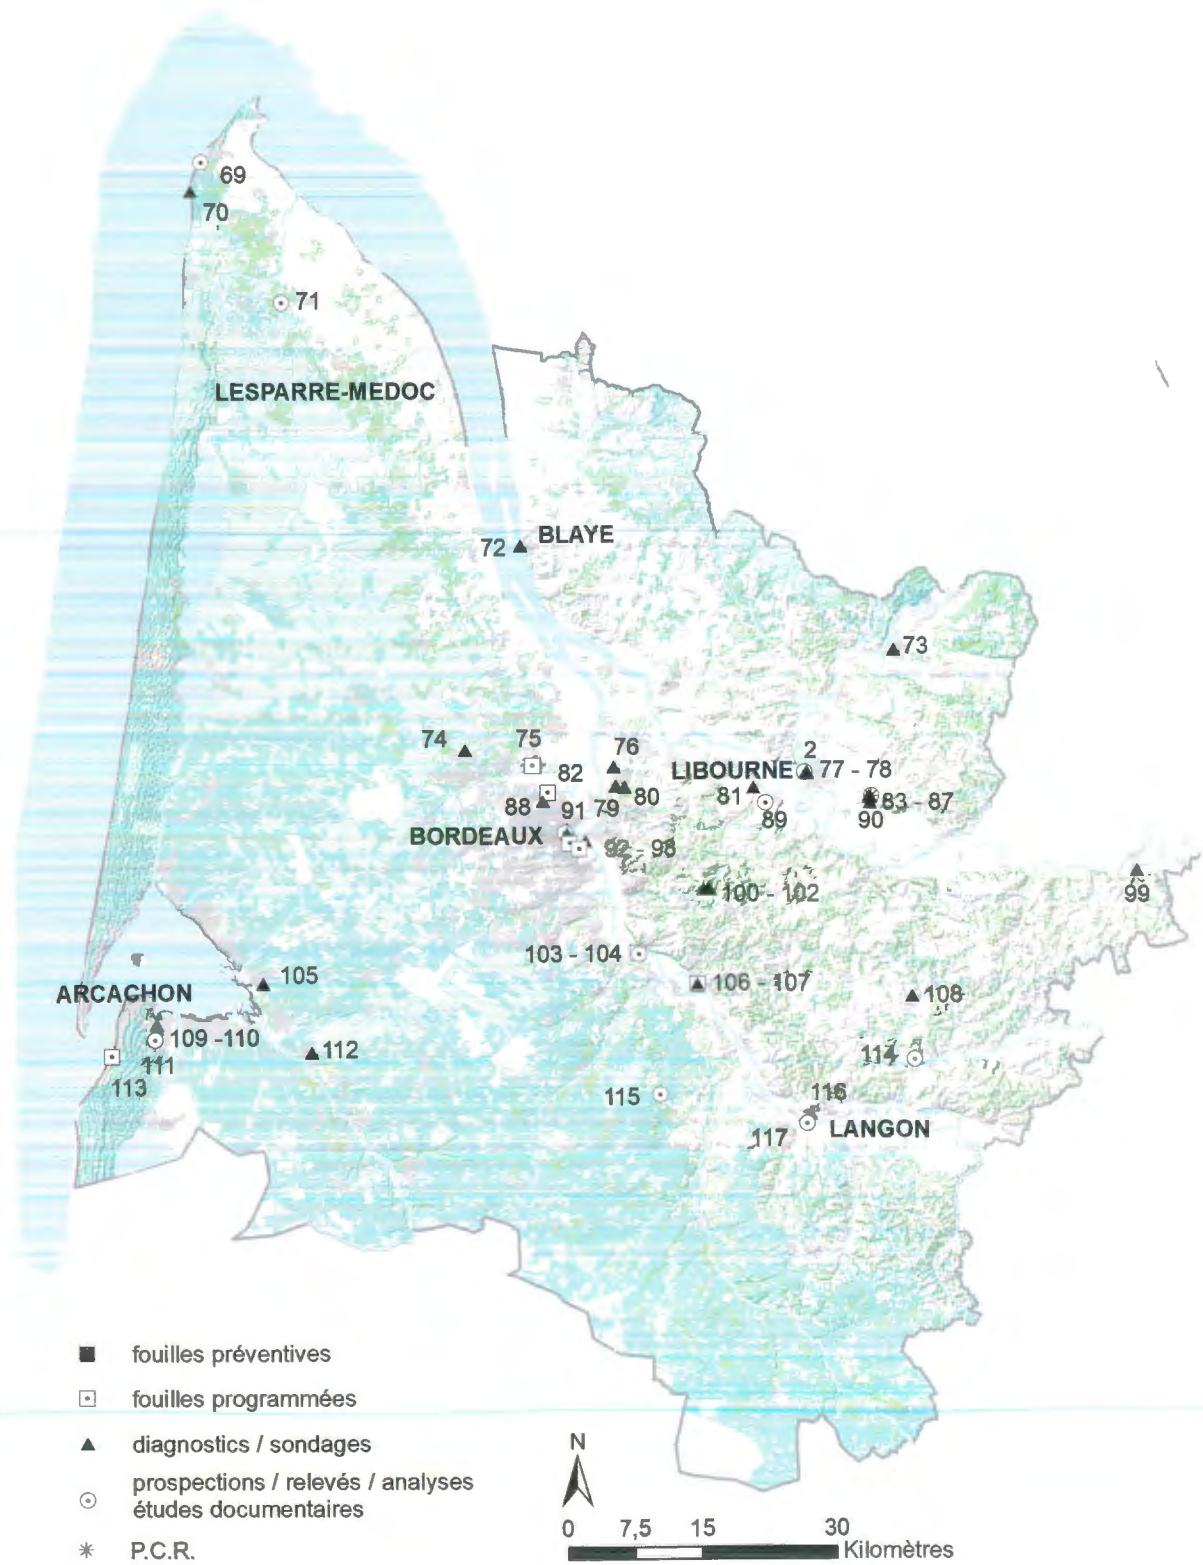 69
70
71
LESPARRE-MEDOC
72
BLAYE
73
74
75
76
2
82
LIBOURNE
77 - 78
88
91
79
80
81
89
83 - 87
90
BORDEAUX
92 - 98
99
100 - 102
103 - 104
105
106 - 107
108
ARCACHON
109 -110
111
112
113
114
115
116
117
LANGON
fouilles préventives
fouilles programmées
diagnostics / sondages
prospections / relevés / analyses
études documentaires
P.C.R.
N
0 7,5 15 30
Kilomètres